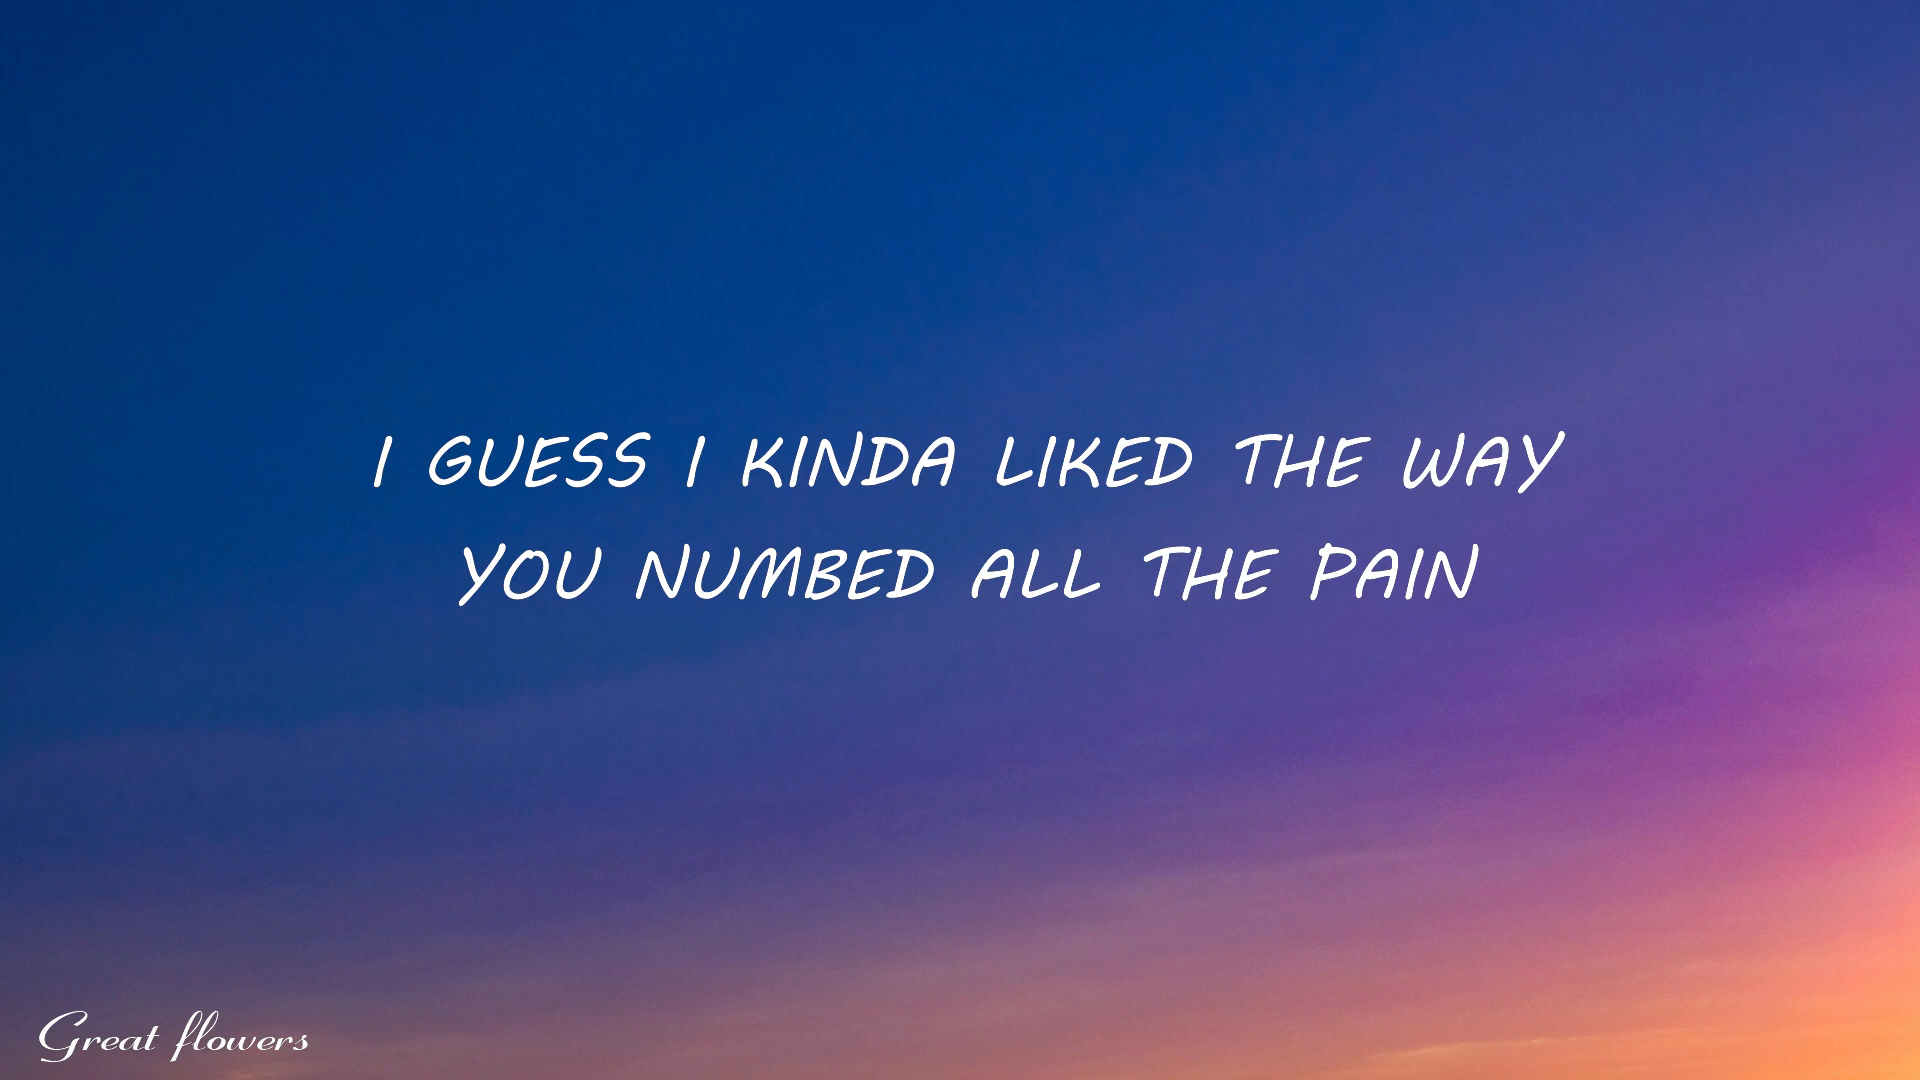 I GUESS I KINDA LIKED THE WAY
YOU NUMBED ALL THE PAIN
Great flowers